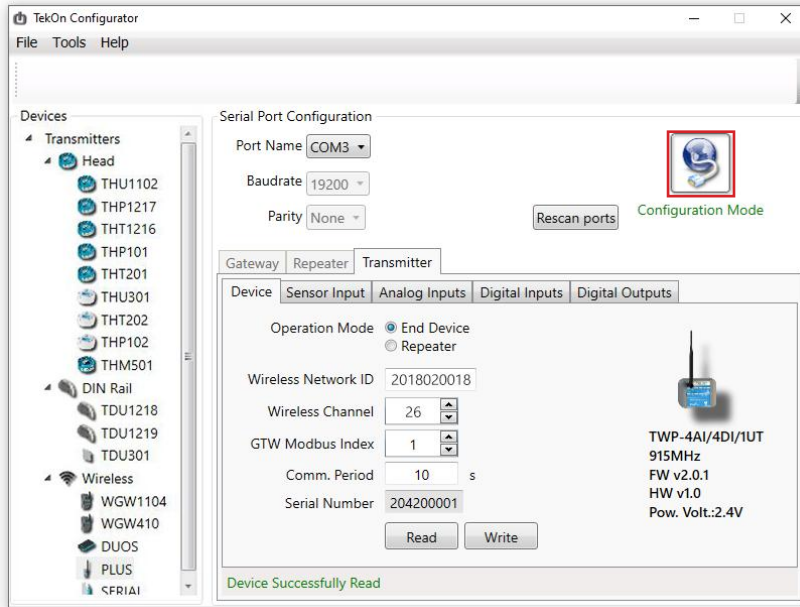 TekOn Configurator
File Tools Help
Devices
Transmitters
Head
THU1102
THP1217
THT1216
THP101
THT201
THU301
THT202
THP102
THM501
DIN Rail
TDU1218
TDU1219
TDU301
Wireless
WGW1104
WGW410
DUOS
PLUS
SERIAL
Serial Port Configuration
Port Name COM3
Baudrate 19200
Parity None
Rescan ports
Configuration Mode
Gateway Repeater Transmitter
Device Sensor Input Analog Inputs Digital Inputs Digital Outputs
Operation Mode End Device
Repeater
Wireless Network ID 2018020018
Wireless Channel 26
GTW Modbus Index 1
Comm. Period 10 s
Serial Number 204200001
Read Write
TWP-4AI/4DI/1UT
915MHz
FW v2.0.1
HW v1.0
Pow. Volt.:2.4V
Device Successfully Read